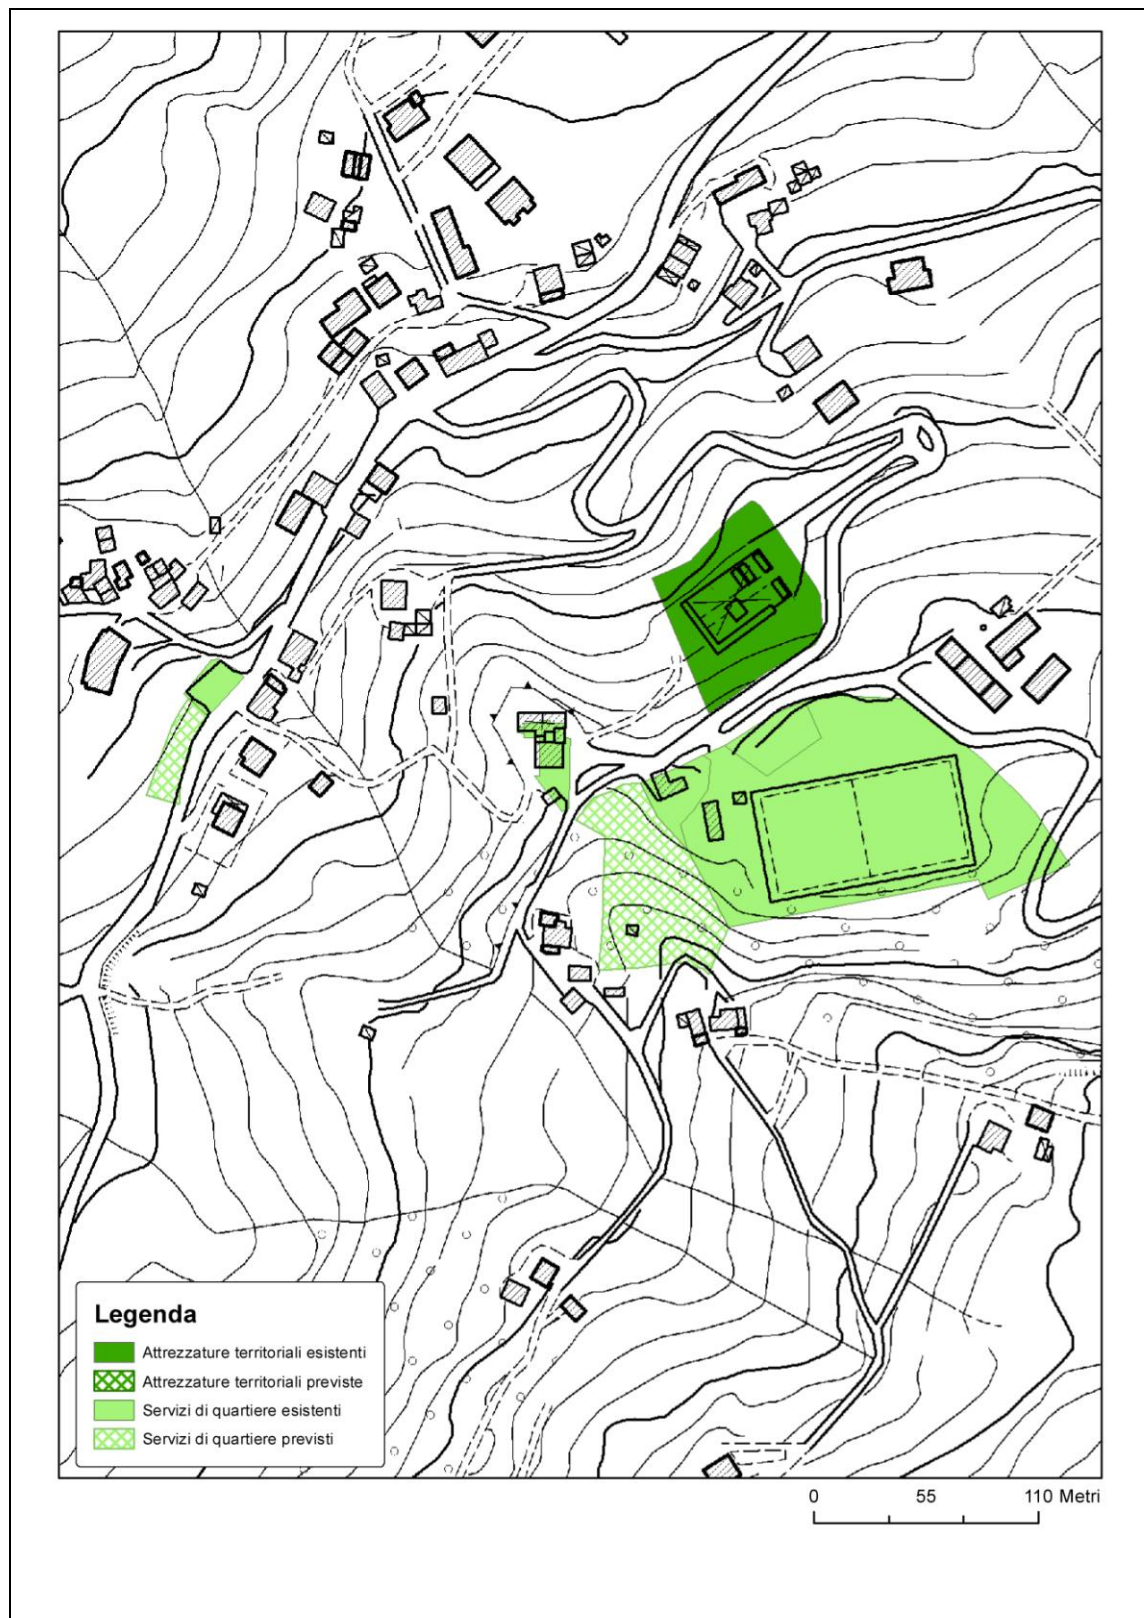 Legenda
Attrezzature territoriali esistenti
Attrezzature territoriali previste
Servizi di quartiere esistenti
Servizi di quartiere previsti
0 55 110 Metri